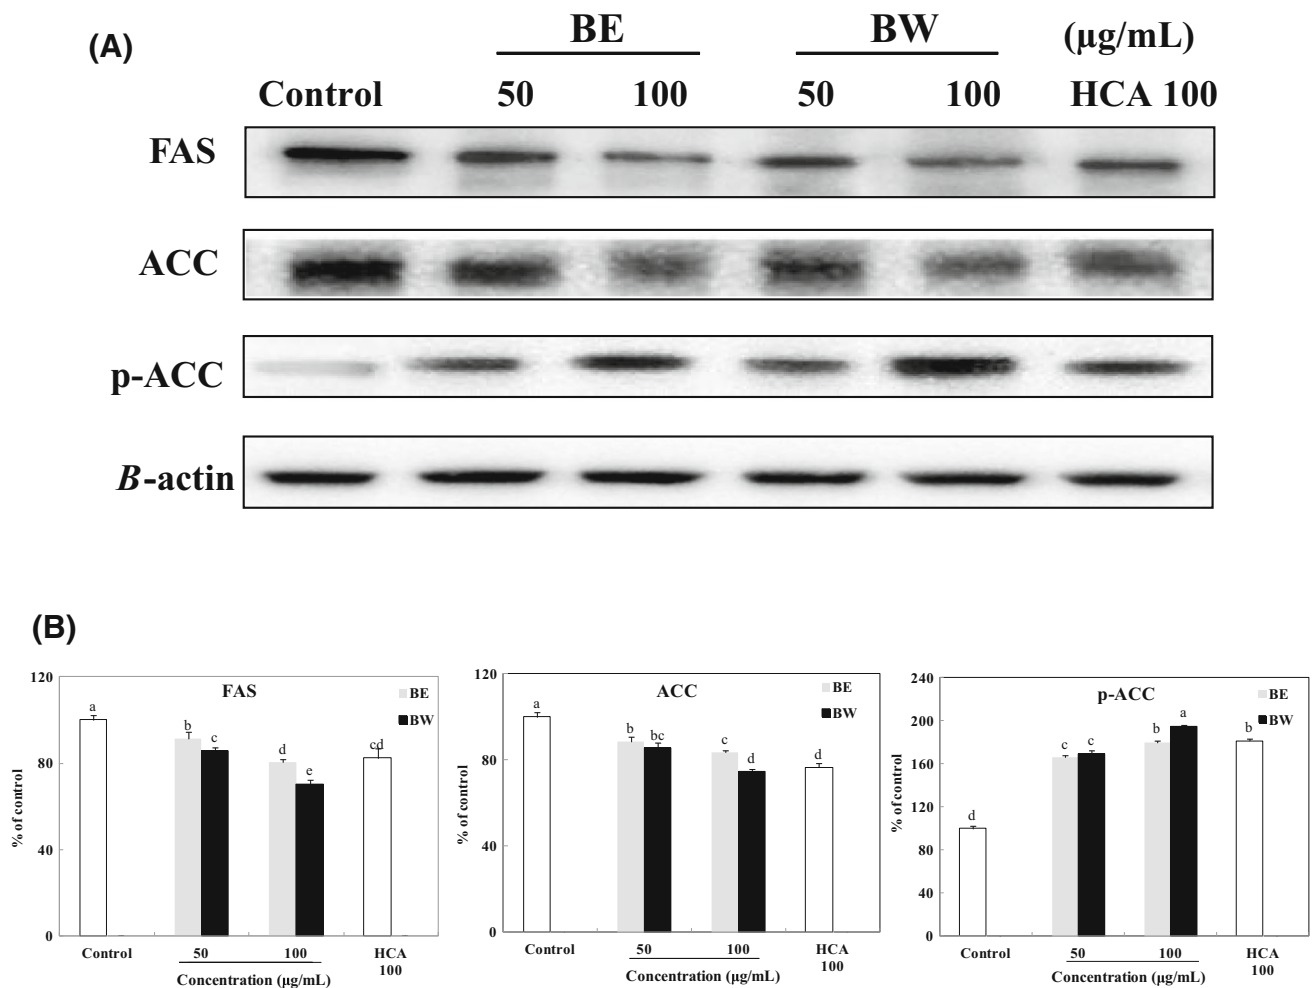 (A)
BE BW (μg/mL)
Control 50 100 50 100 HCA 100
FAS
ACC
p-ACC
B-actin
(B)
FAS
BE
BW
% of control
120
80
40
0
a b c d e cd
Control 50 100 HCA 100
Concentration (μg/mL)
ACC
BE
BW
% of control
120
80
40
0
a b bc c d d
Control 50 100 HCA 100
Concentration (μg/mL)
p-ACC
BE
BW
% of control
240
200
160
120
80
40
0
d c c b a b
Control 50 100 HCA 100
Concentration (μg/mL)